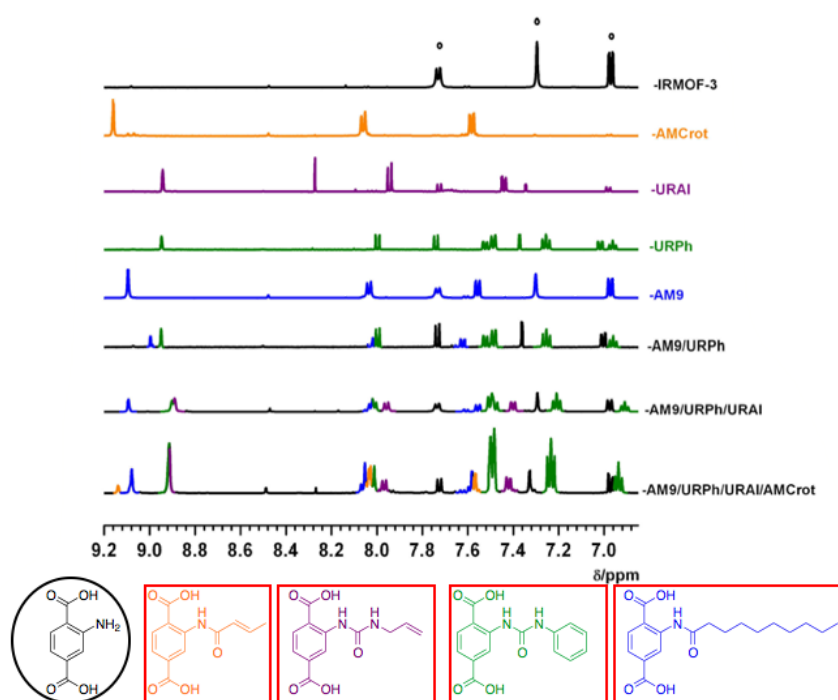 -IRMOF-3
-AMCrot
-URAl
-URPh
-AM9
-AM9/URPh
-AM9/URPh/URAl
-AM9/URPh/URAl/AMCrot
9.2 9.0 8.8 8.6 8.4 8.2 8.0 7.8 7.6 7.4 7.2 7.0
δ/ppm
O OH O OH O OH O OH O OH
NH₂ H N H N H N H N H N H N
O O O O
O OH O OH O OH O OH O OH